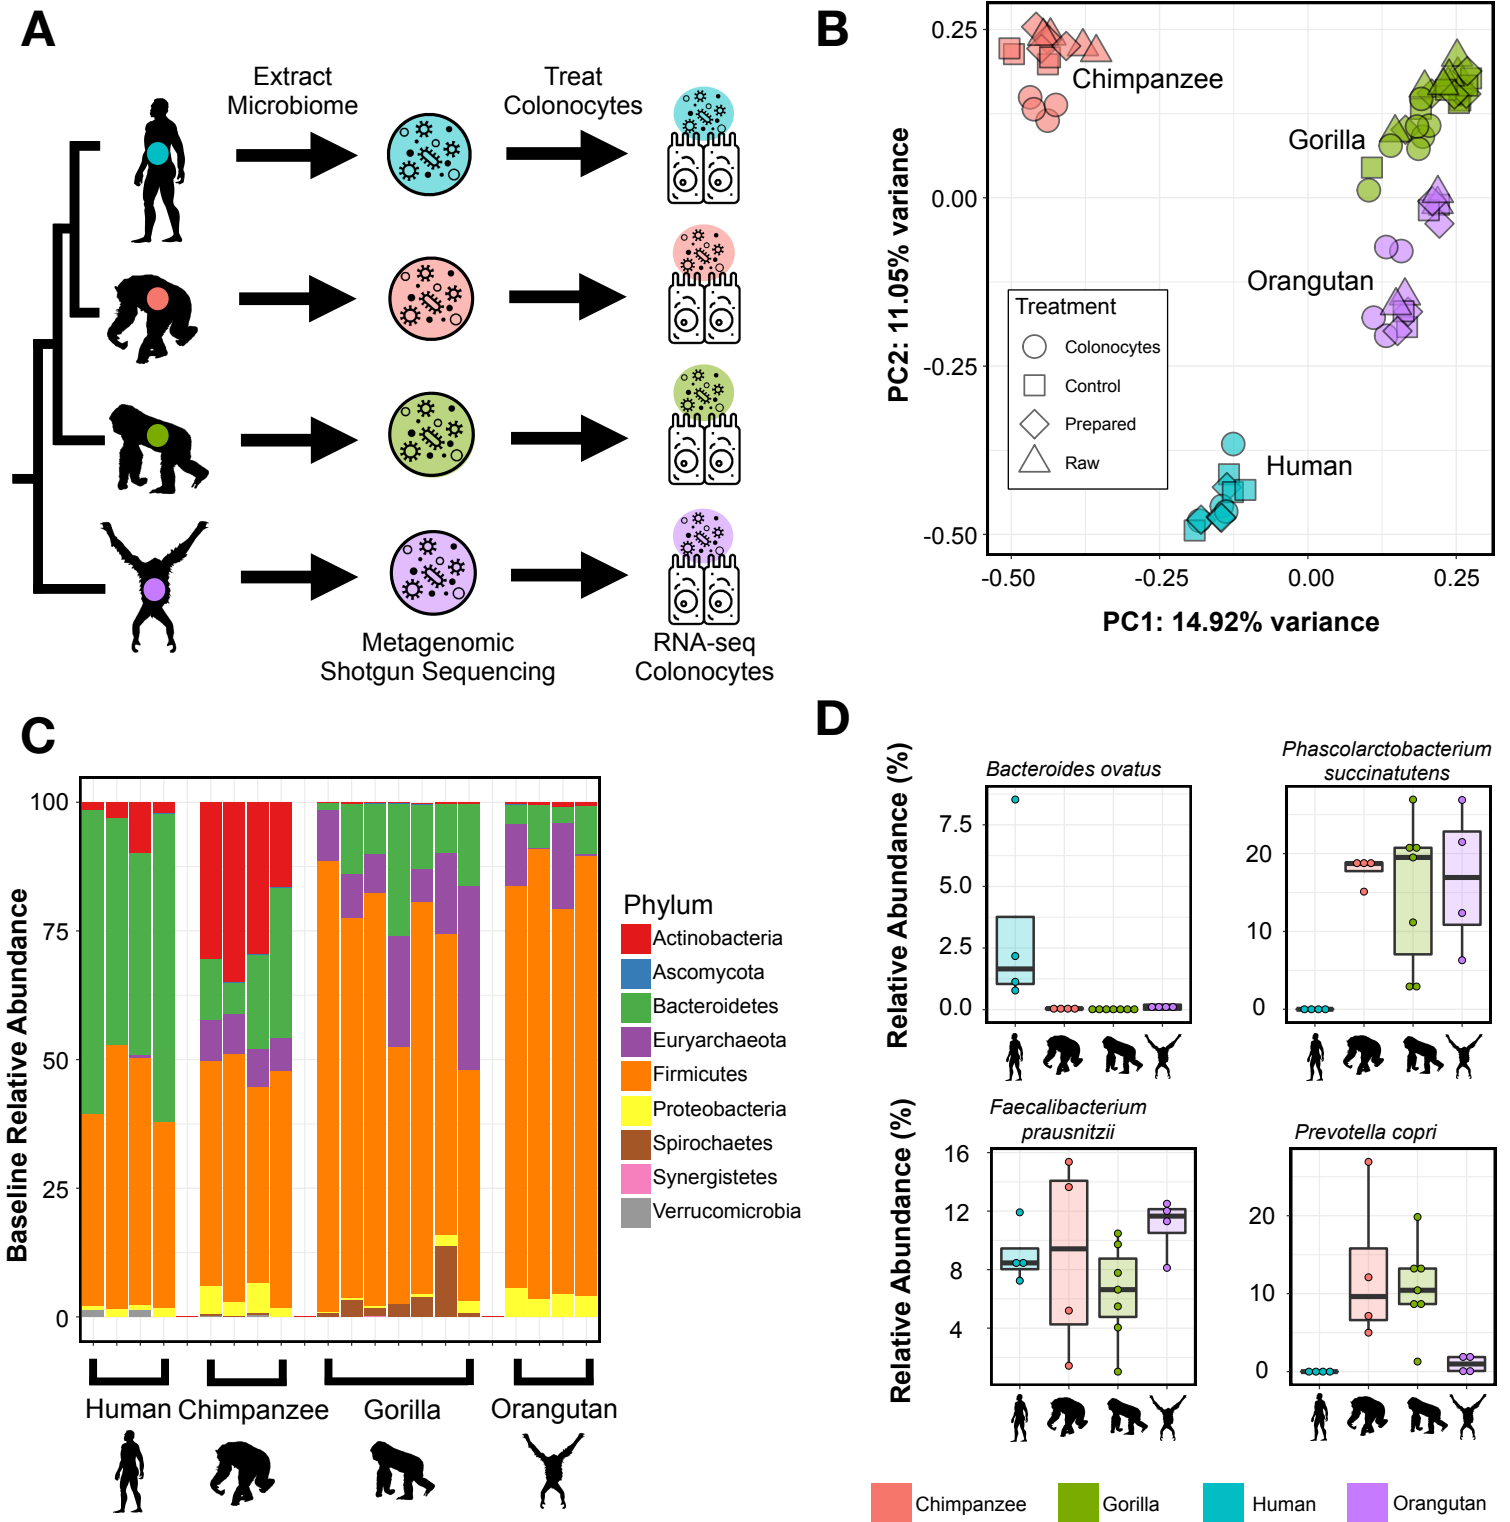 A
Extract
Microbiome
Treat
Colonocytes
Metagenomic
Shotgun Sequencing
RNA-seq
Colonocytes
B
PC2: 11.05% variance
0.25
0.00
-0.25
-0.50
Chimpanzee
Gorilla
Orangutan
Human
Treatment
Colonocytes
Control
Prepared
Raw
-0.50
-0.25
0.00
0.25
PC1: 14.92% variance
C
Baseline Relative Abundance
100
75
50
25
0
Human
Chimpanzee
Gorilla
Orangutan
Phylum
Actinobacteria
Ascomycota
Bacteroidetes
Euryarchaeota
Firmicutes
Proteobacteria
Spirochaetes
Synergistetes
Verrucomicrobia
D
Relative Abundance (%)
Bacteroides ovatus
7.5
5.0
2.5
0.0
Phascolarctobacterium
succinatutens
20
10
0
Relative Abundance (%)
Faecalibacterium
prausnitzii
16
12
8
4
Prevotella copri
20
10
0
Chimpanzee
Gorilla
Human
Orangutan